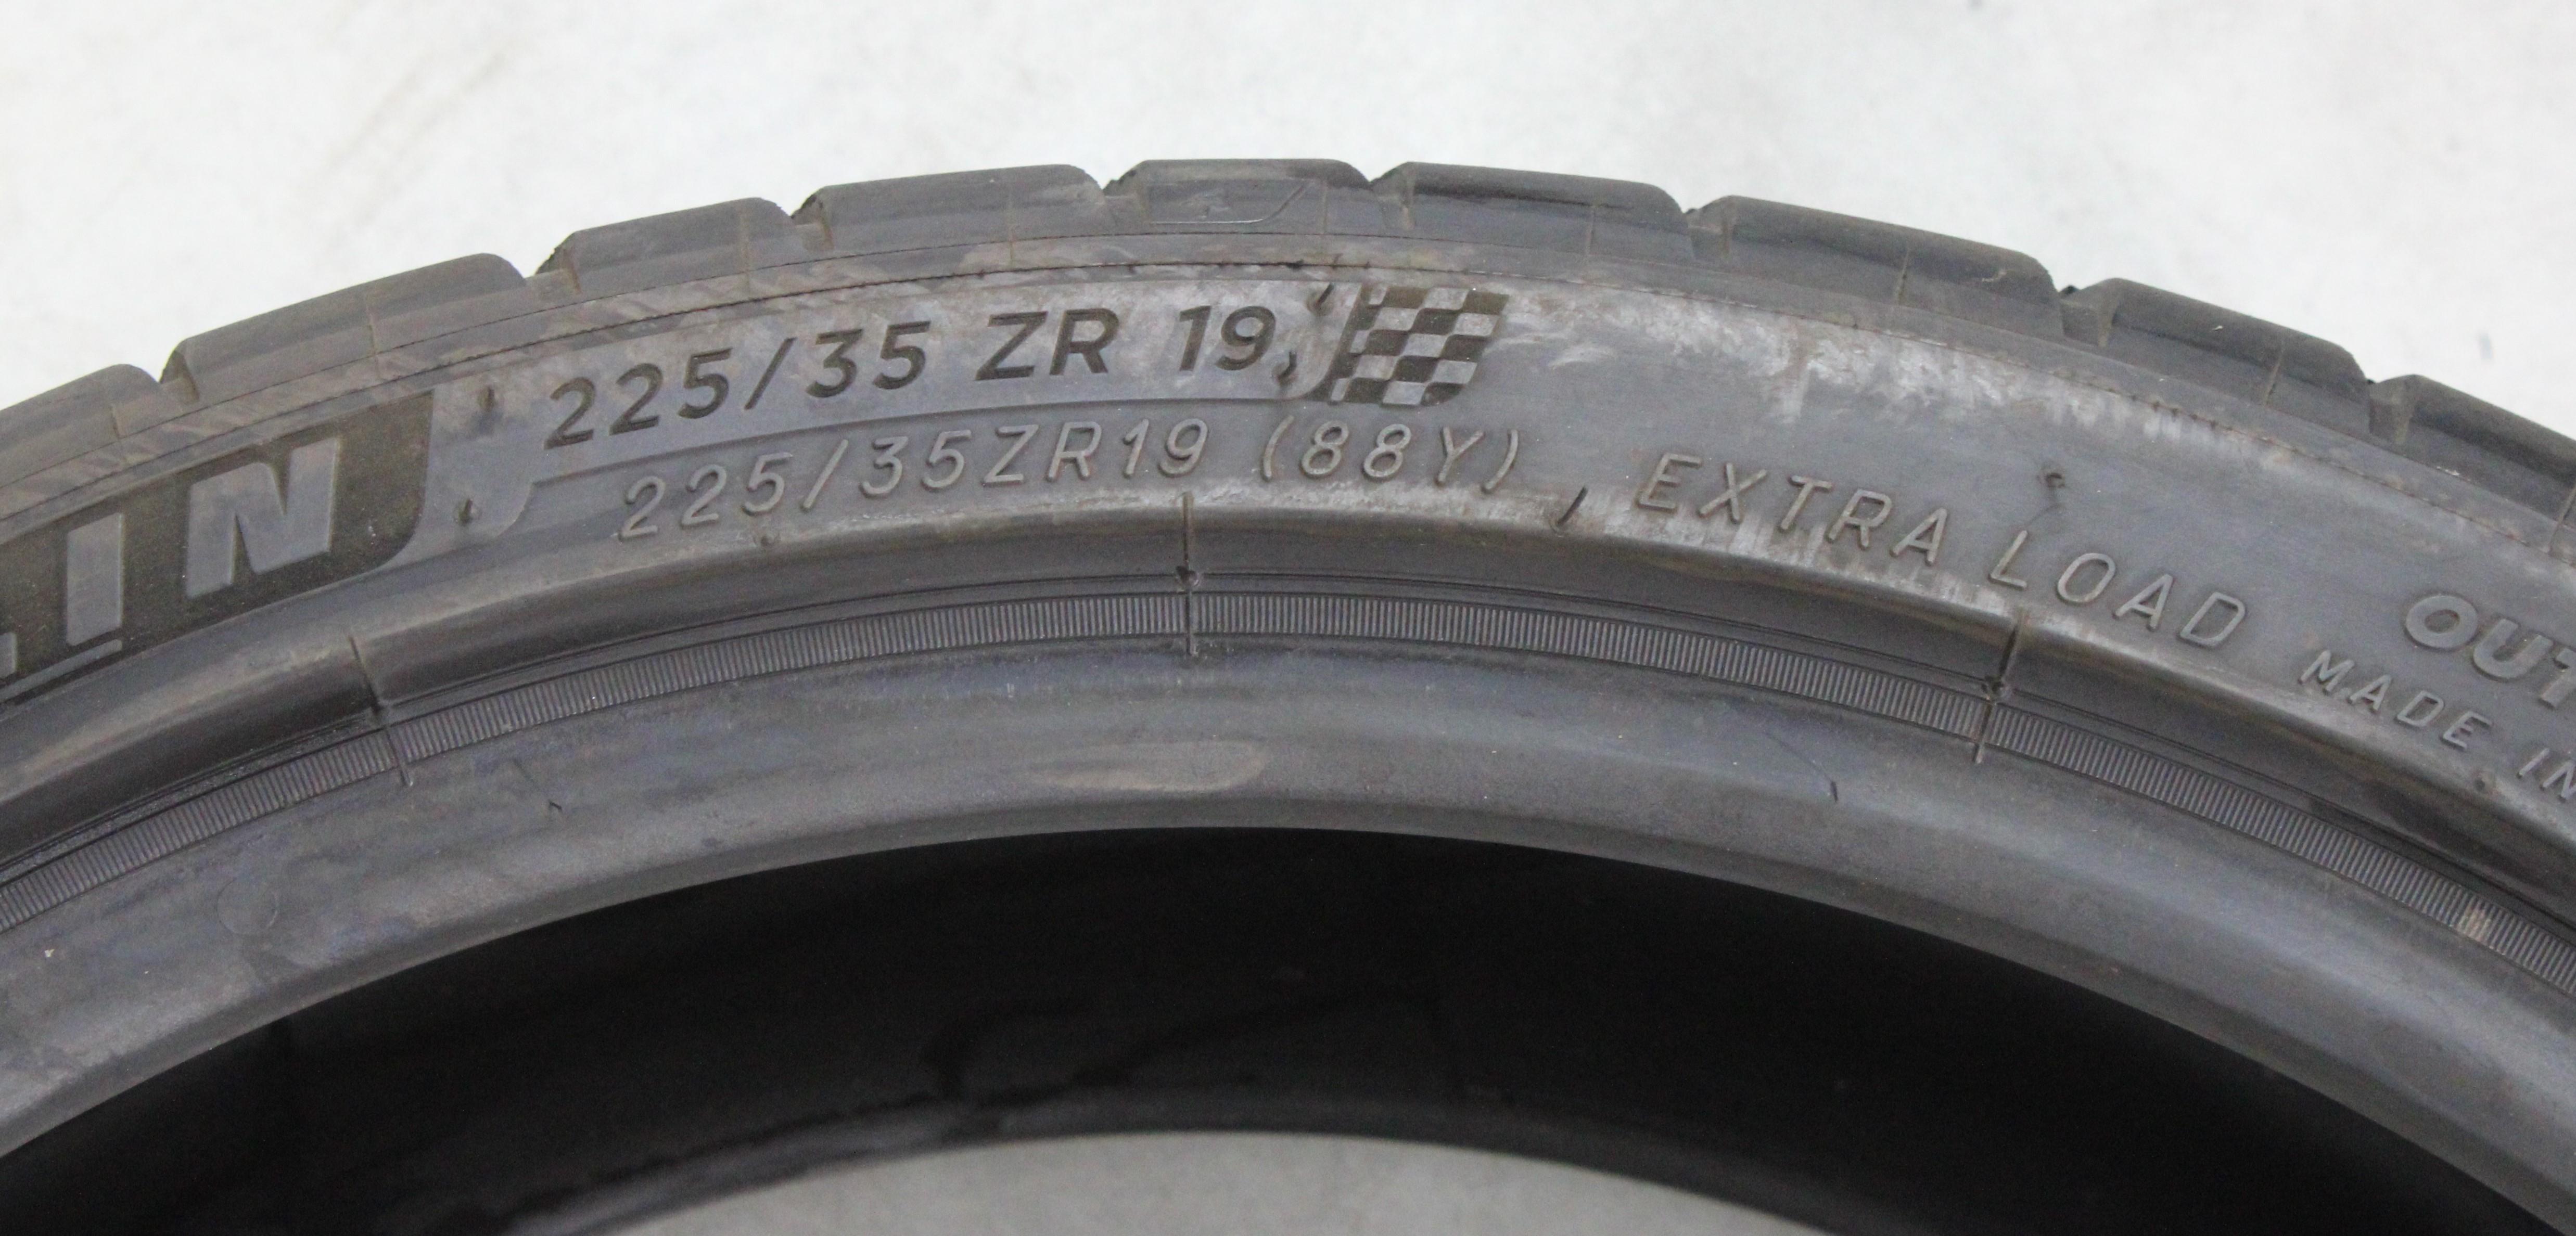 LIN
225/35 ZR 19
225/35ZR19 (88Y) EXTRA LOAD
OUT
MADE IN